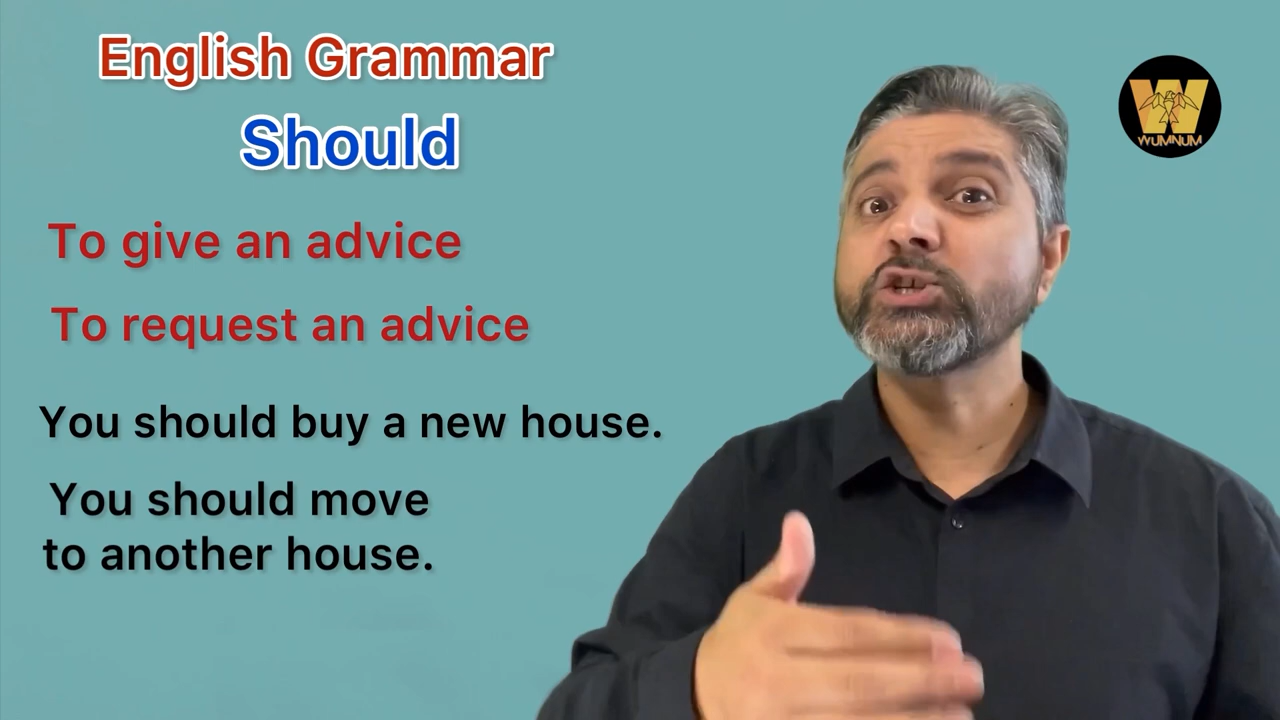 English Grammar
Should
To give an advice
To request an advice
You should buy a new house.
You should move
to another house.
W
WUMNUM